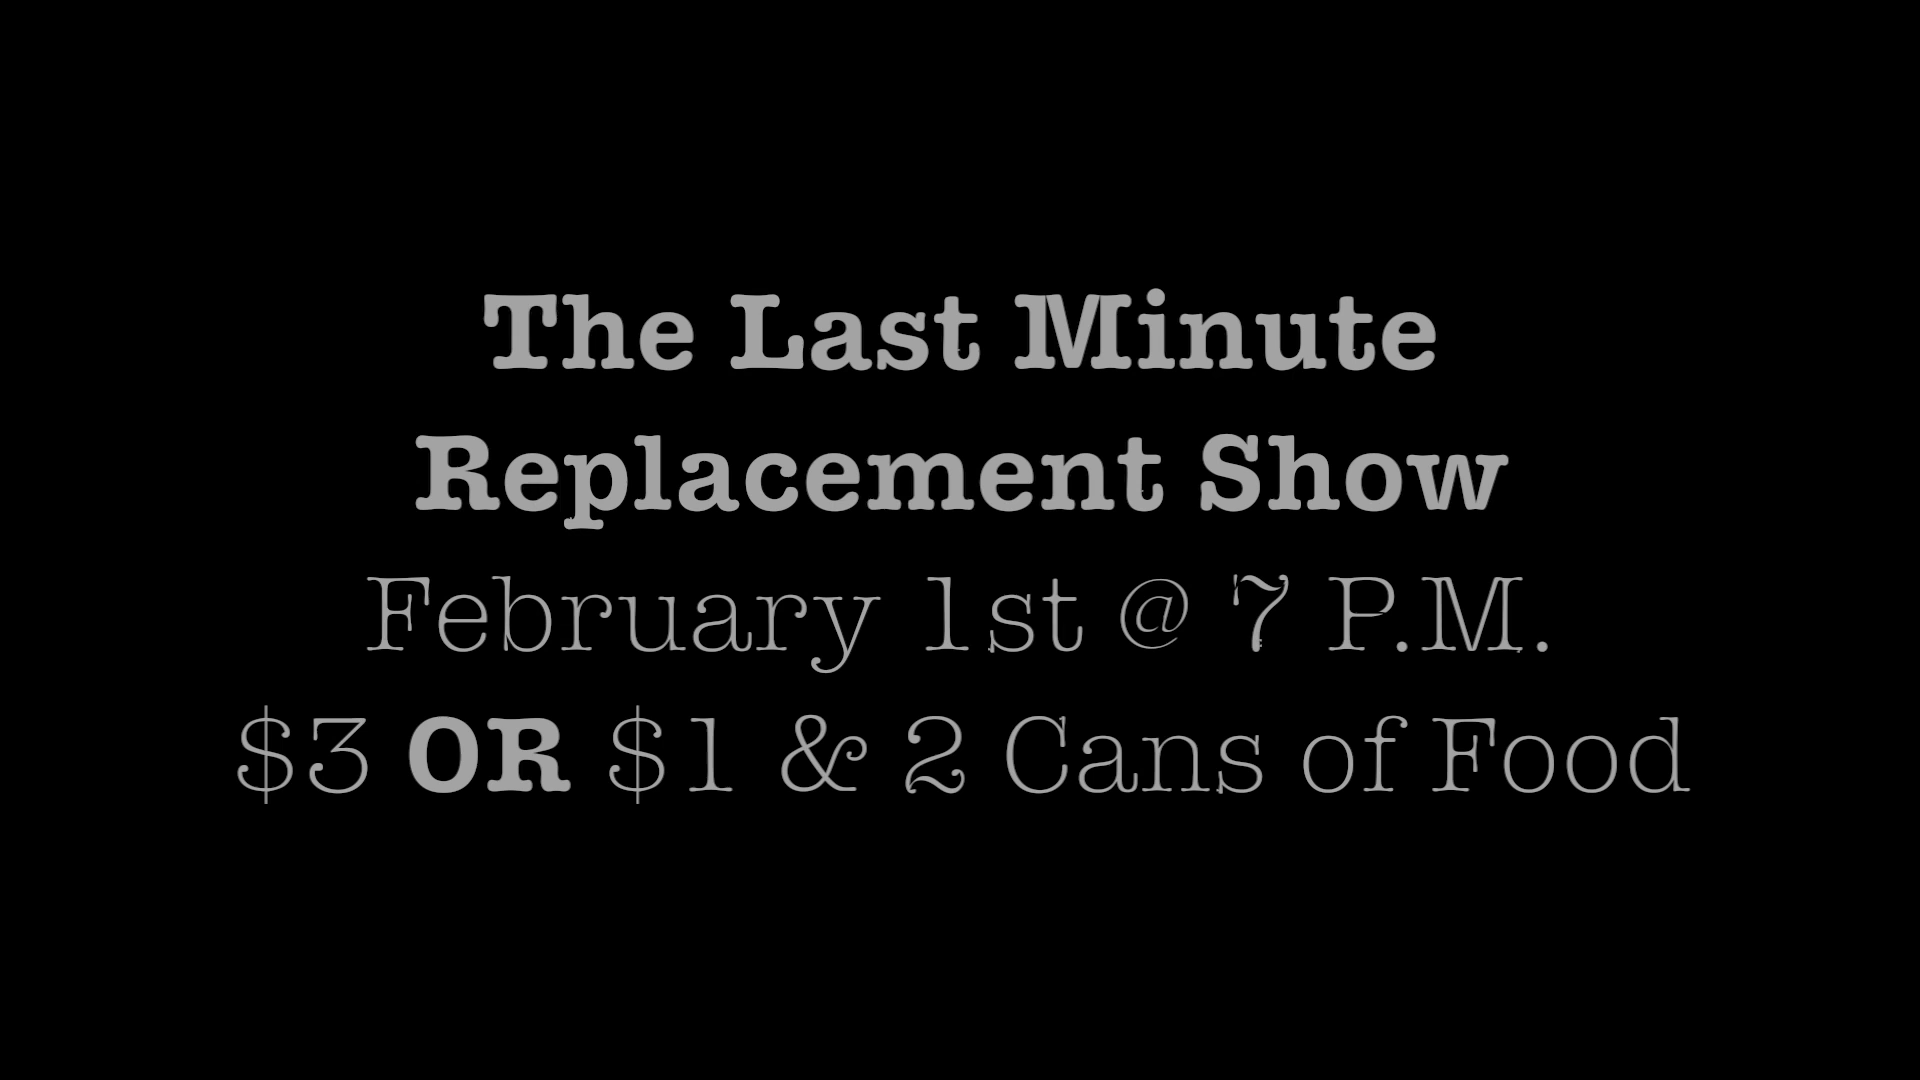 The Last Minute
Replacement Show
February 1st @ 7 P.M.
$3 OR $1 & 2 Cans of Food